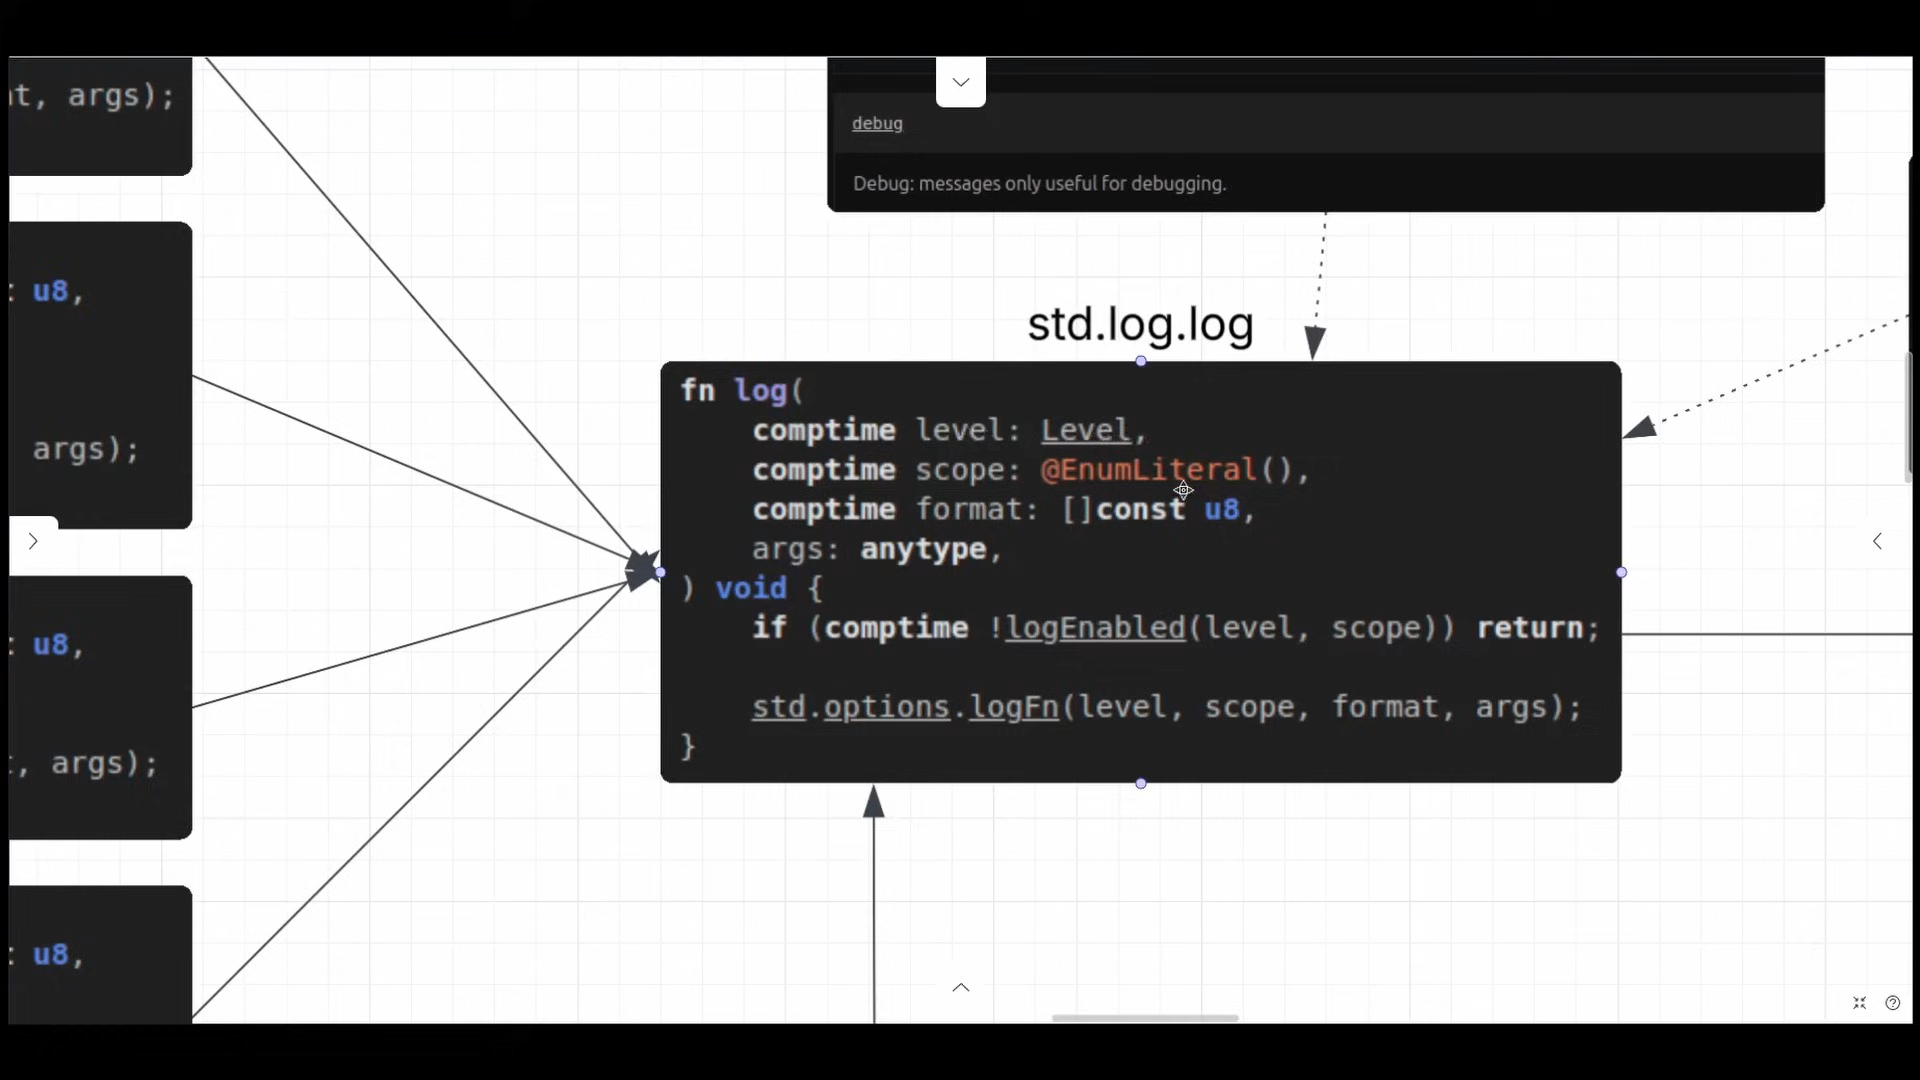 t, args);
u8,
args);
u8,
, args);
u8,
debug
Debug: messages only useful for debugging.
std.log.log
fn log(
    comptime level: Level,
    comptime scope: @EnumLiteral(),
    comptime format: []const u8,
    args: anytype,
) void {
    if (comptime !logEnabled(level, scope)) return;
    std.options.logFn(level, scope, format, args);
}